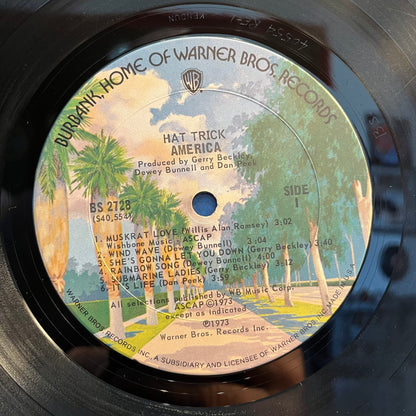 BURBANK, HOME OF WARNER BROS. RECORDS
WB
HAT TRICK
AMERICA
Produced by Gerry Beckley,
Dewey Bunnell and Dan Peek
BS 2728
(S40,554)
SIDE
1
1. MUSKRAT LOVE (Willis Alan Ramsey) 3:02
Wishbone Music - ASCAP
2. WIND WAVE (Dewey Bunnell) 3:04
3. SHE'S GONNA LET YOU DOWN (Gerry Beckley) 3:40
4. RAINBOW SONG (Dewey Bunnell) 4:00
5. SUBMARINE LADIES (Gerry Beckley) 3:10
6. IT'S LIFE (Dan Peek) 3:59
All selections published by WB Music Corp.
ASCAP ©1973
except as indicated
℗1973
Warner Bros. Records Inc.
WARNER BROS. RECORDS INC., A SUBSIDIARY AND LICENSEE OF WARNER BROS. INC. MADE IN U.S.A.
KENDUN